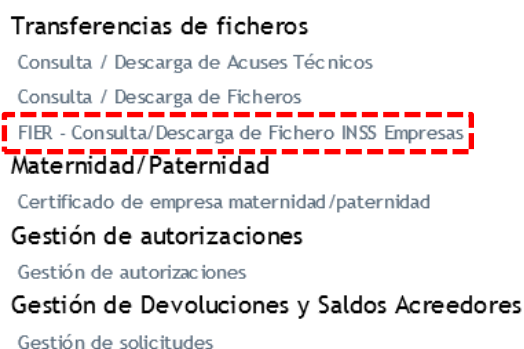 Transferencias de ficheros
Consulta / Descarga de Acuses Técnicos
Consulta / Descarga de Ficheros
FIER - Consulta/Descarga de Fichero INSS Empresas
Maternidad/Paternidad
Certificado de empresa maternidad/paternidad
Gestión de autorizaciones
Gestión de autorizaciones
Gestión de Devoluciones y Saldos Acreedores
Gestión de solicitudes